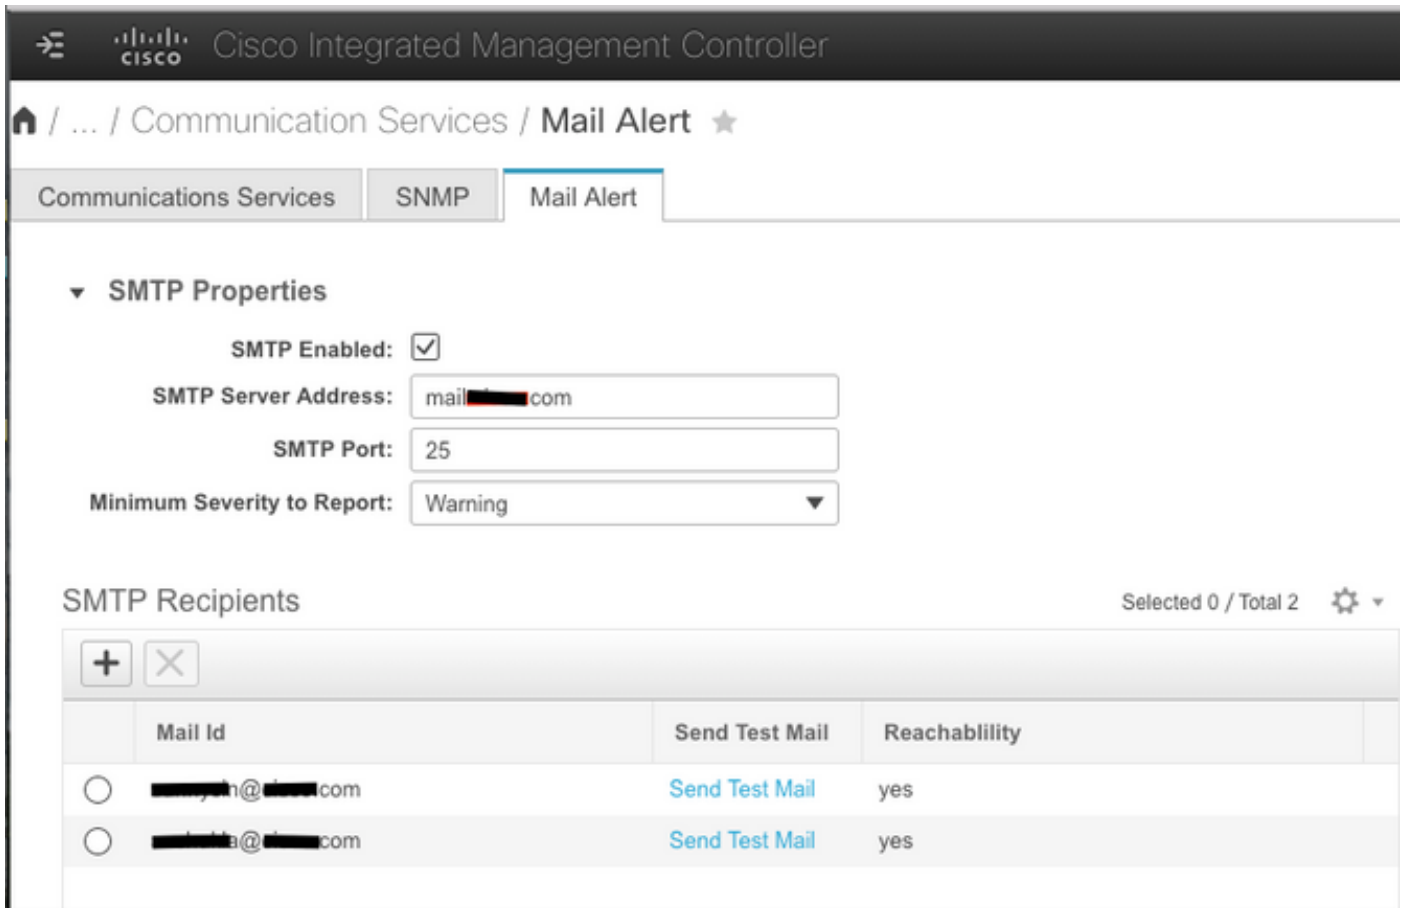 CISCO Cisco Integrated Management Controller
/ ... / Communication Services / Mail Alert
Communications Services SNMP Mail Alert
SMTP Properties
SMTP Enabled:
SMTP Server Address: mail com
SMTP Port: 25
Minimum Severity to Report: Warning
SMTP Recipients Selected 0 / Total 2
Mail Id Send Test Mail Reachablility
n@ com Send Test Mail yes
a@ com Send Test Mail yes